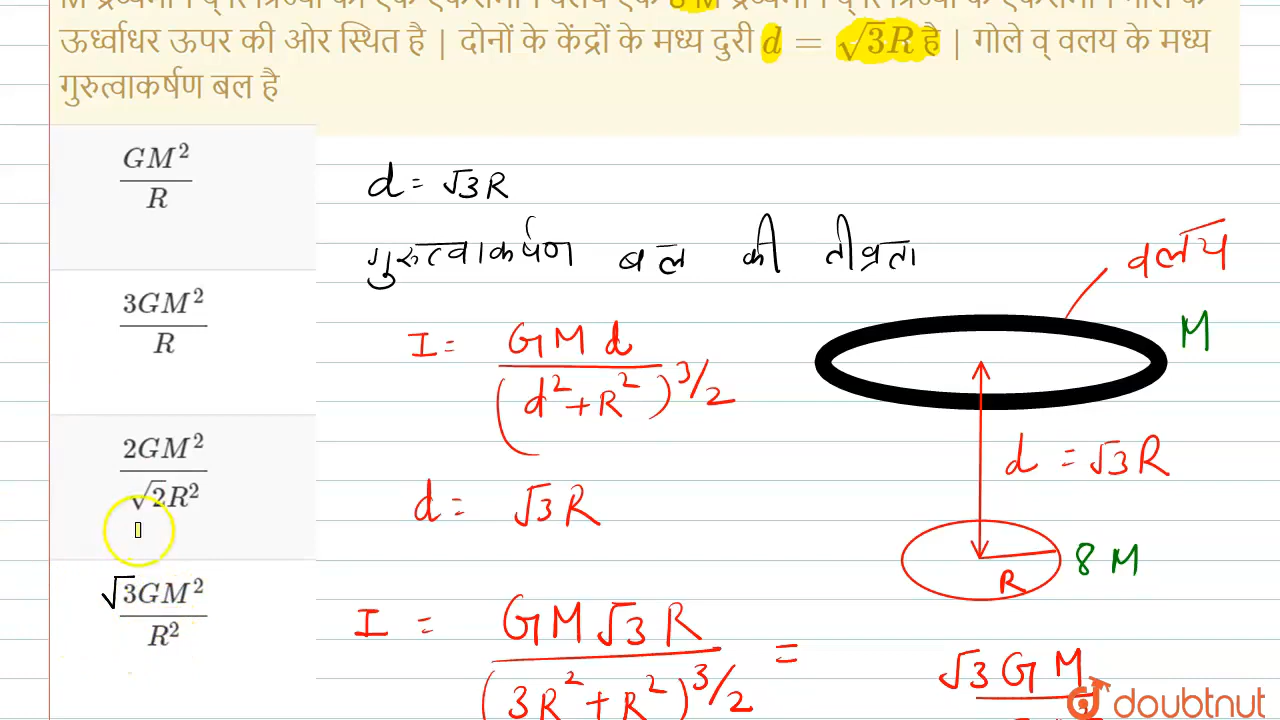 ऊर्ध्वाधर ऊपर की ओर स्थित है | दोनों के केंद्रों के मध्य दुरी d = √3R है | गोले व् वलय के मध्य
गुरुत्वाकर्षण बल है
GM²/R
3GM²/R
2GM²/√2R²
√3GM²/R²
d = √3R
गुरुत्वाकर्षण बल की तीव्रता
I = GMd/(d²+R²)^3/2
d = √3R
I = GM√3R/(3R²+R²)^3/2 = √3GM
वलय
M
d = √3R
R
8M
doubtnut